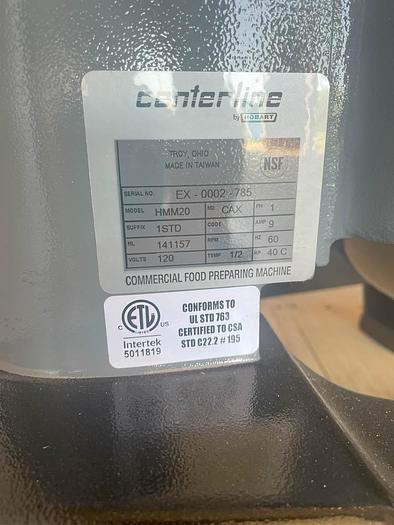 centerline
by HOBART
TROY, OHIO
MADE IN TAIWAN
NSF
SERIAL NO. EX - 0002 - 785
MODEL HMM20 NO. CAX PH 1
SUFFIX 1STD CODE AMP 9
ML 141157 RPM HZ 60
VOLTS 120 TEMP 1/2 HP 40 C
COMMERCIAL FOOD PREPARING MACHINE
C ETL US
Intertek
5011819
CONFORMS TO
UL STD 763
CERTIFIED TO CSA
STD C22.2 # 195